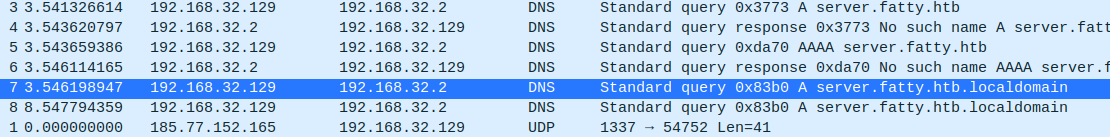 3 3.541326614 192.168.32.129 192.168.32.2 DNS Standard query 0x3773 A server.fatty.htb
4 3.543620797 192.168.32.2 192.168.32.129 DNS Standard query response 0x3773 No such name A server.fatt
5 3.543659386 192.168.32.129 192.168.32.2 DNS Standard query 0xda70 AAAA server.fatty.htb
6 3.546114165 192.168.32.2 192.168.32.129 DNS Standard query response 0xda70 No such name AAAA server.f
7 3.546198947 192.168.32.129 192.168.32.2 DNS Standard query 0x83b0 A server.fatty.htb.localdomain
8 8.547794359 192.168.32.129 192.168.32.2 DNS Standard query 0x83b0 A server.fatty.htb.localdomain
1 0.000000000 185.77.152.165 192.168.32.129 UDP 1337 → 54752 Len=41